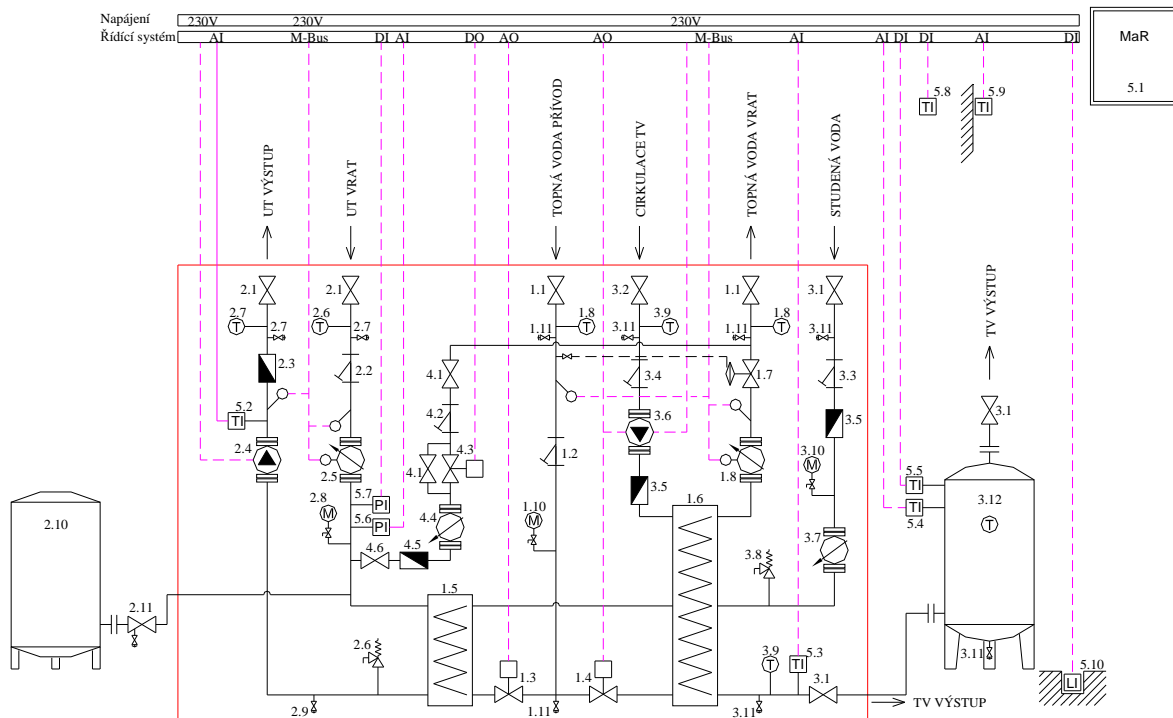 Napájení 230V 230V 230V
Řídící systém AI M-Bus DI AI DO AO AO M-Bus AI AI DI DI AI DI
MaR
5.1
5.8 5.9
TI TI
UT VÝSTUP
UT VRAT
TOPNÁ VODA PŘÍVOD
CIRKULACE TV
TOPNÁ VODA VRAT
STUDENÁ VODA
TV VÝSTUP
2.1 2.1 1.1 3.2 1.1 3.1
2.7 2.6 1.8 3.9 1.8
T T T T T
2.7 2.7 1.11 3.11 1.11 3.11
2.3 2.2 4.1 3.4 1.7 3.3
5.2 4.2 3.6 3.5 3.1
TI
2.4 4.3 1.2
2.5 4.1 3.5 1.8 3.10
M
5.5
TI
2.8 5.7 1.6 3.12
M PI
5.4
TI
T
1.10
M
5.6 4.4
PI
4.6 4.5 3.8 3.7
2.10
1.5
2.11
2.6 3.9 5.3 3.11
T TI
1.3 1.4 3.1 5.10
LI
2.9 1.11 3.11 TV VÝSTUP